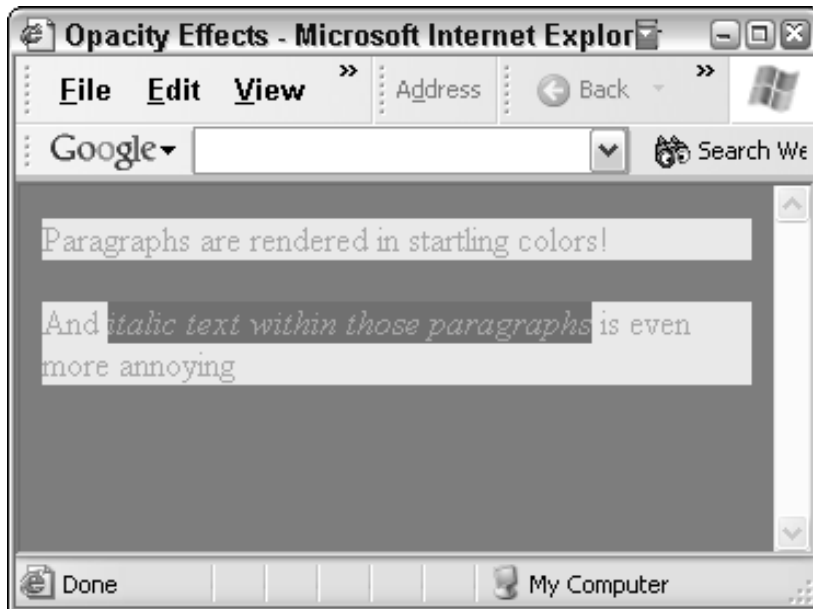 Opacity Effects - Microsoft Internet Explor
File Edit View » Address Back »
Google Search We
Paragraphs are rendered in startling colors!
And italic text within those paragraphs is even
more annoying
Done My Computer